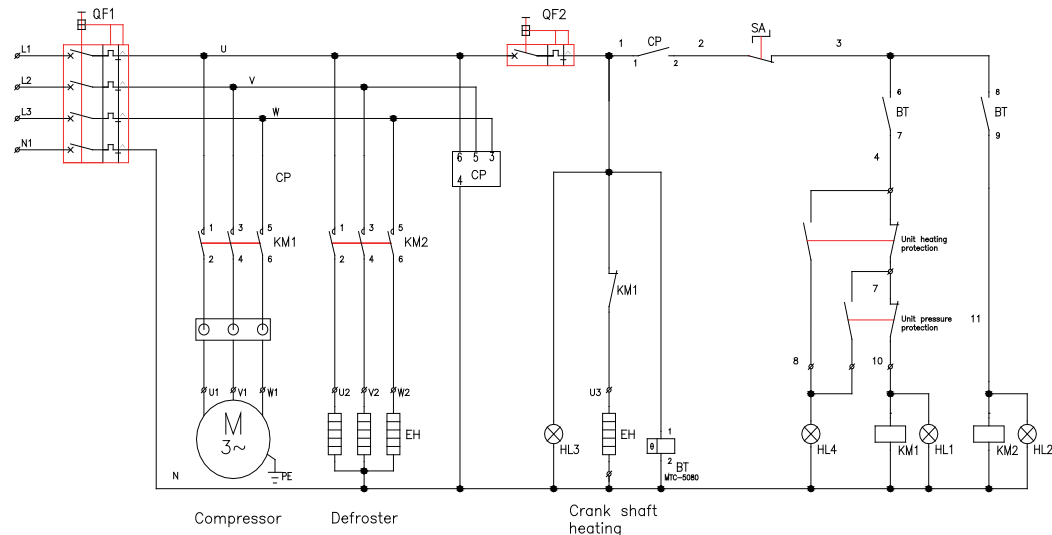 QF1
QF2
SA
L1
U
1
CP
2
3
1
2
L2
V
L3
W
N1
6
BT
7
8
BT
9
6 5 3
4
CP
4
CP
1
3
5
KM1
2
4
6
1
3
5
KM2
2
4
6
Unit heating
protection
7
KM1
Unit pressure
protection
11
8
10
U1
V1
W1
U2
V2
W2
U3
M
3~
EH
HL3
EH
1
θ
2
BT
MTC-5080
HL4
KM1
HL1
KM2
HL2
N
PE
Compressor
Defroster
Crank shaft
heating